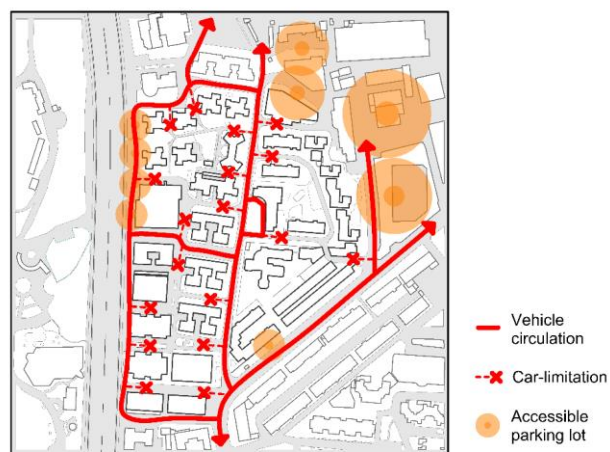 Vehicle
circulation
Car-limitation
Accessible
parking lot